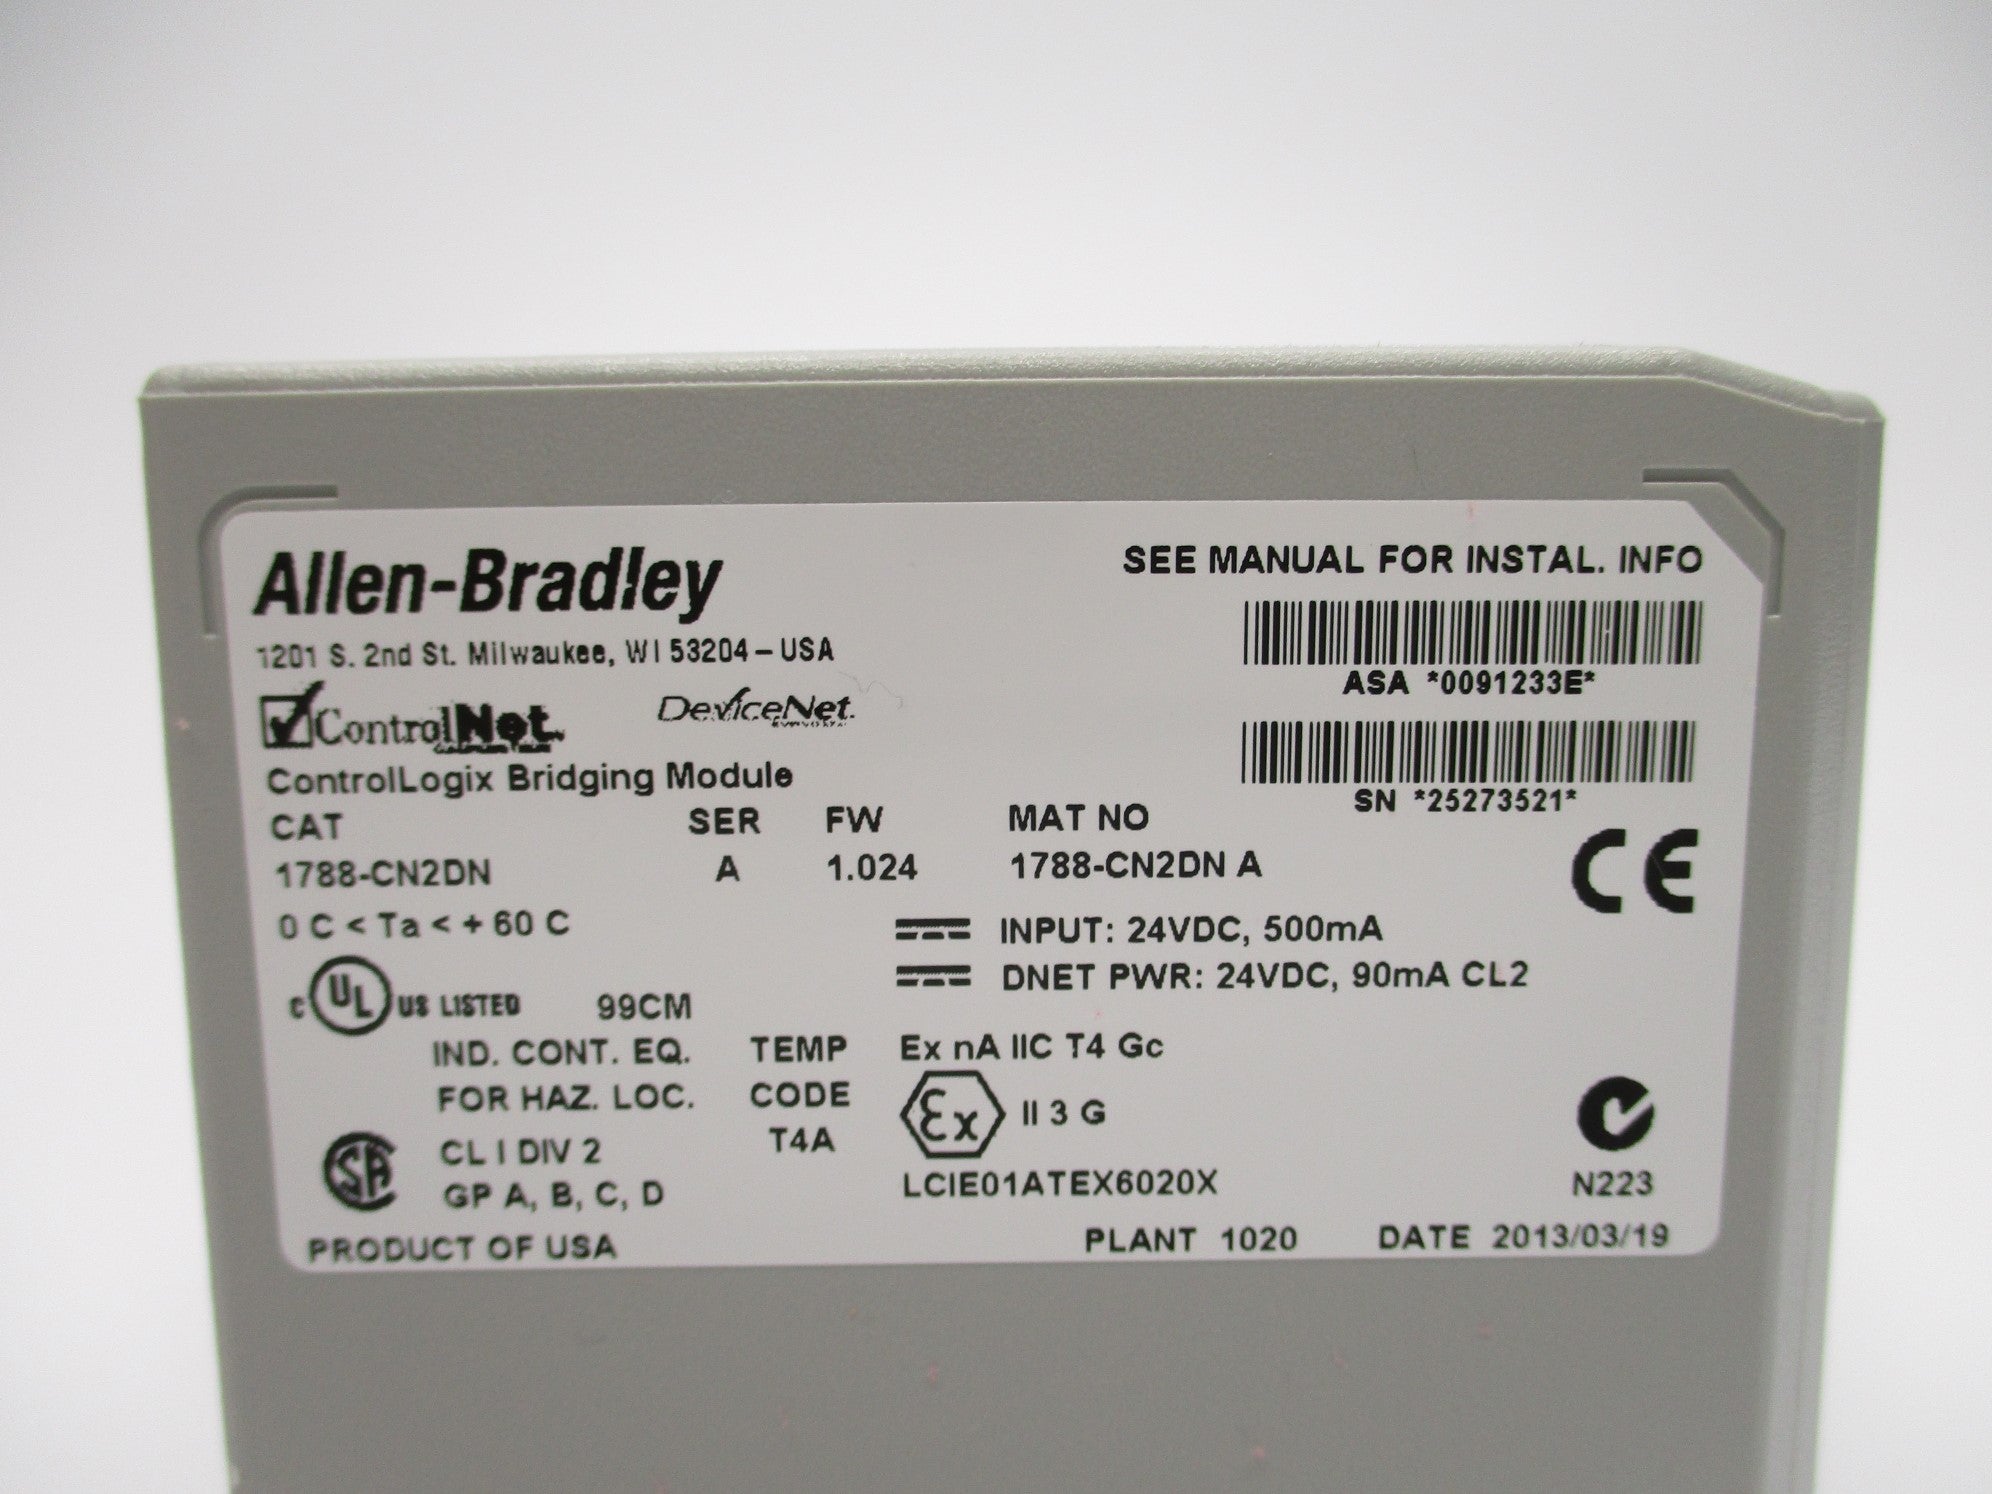 Allen-Bradley
1201 S. 2nd St. Milwaukee, WI 53204 – USA
ControlNet
DeviceNet
ControlLogix Bridging Module
SEE MANUAL FOR INSTAL. INFO
ASA *0091233E*
SN *25273521*
CAT SER FW MAT NO
1788-CN2DN A 1.024 1788-CN2DN A
CE
0 C < Ta < + 60 C
INPUT: 24VDC, 500mA
DNET PWR: 24VDC, 90mA CL2
C UL US LISTED 99CM
IND. CONT. EQ. TEMP Ex nA IIC T4 Gc
FOR HAZ. LOC. CODE
T4A
Ex II 3 G
SA CL I DIV 2
GP A, B, C, D
LCIE01ATEX6020X
N223
PRODUCT OF USA PLANT 1020 DATE 2013/03/19